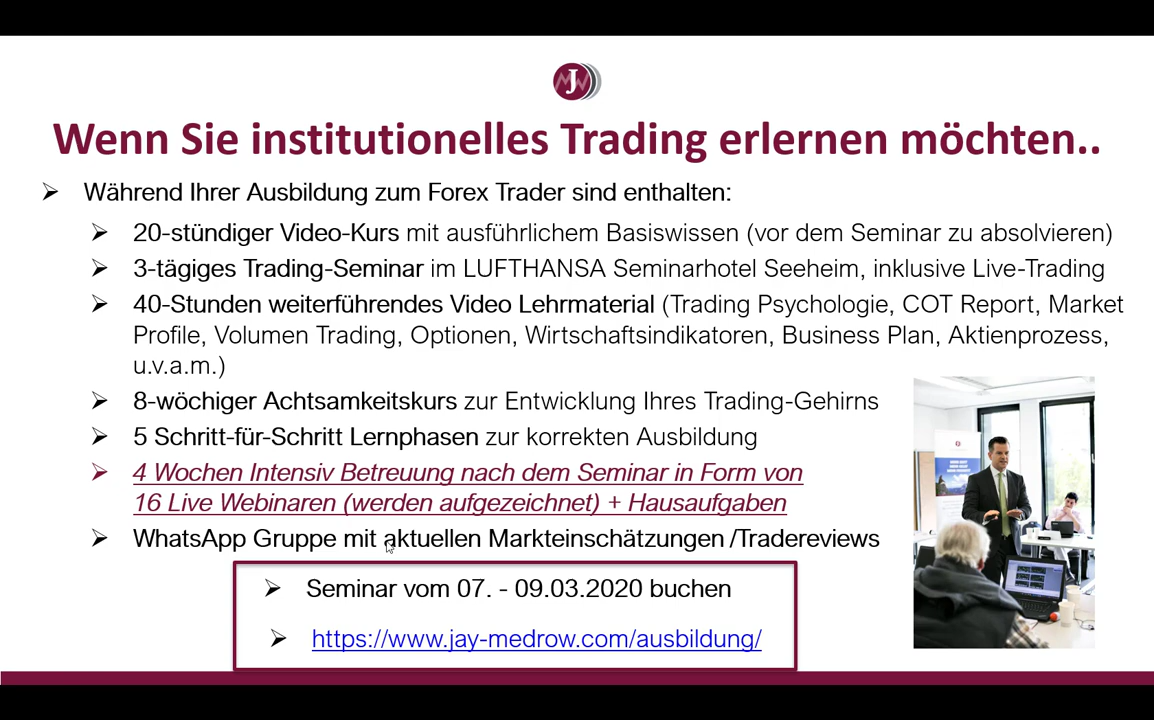 J
Wenn Sie institutionelles Trading erlernen möchten..
Während Ihrer Ausbildung zum Forex Trader sind enthalten:
20-stündiger Video-Kurs mit ausführlichem Basiswissen (vor dem Seminar zu absolvieren)
3-tägiges Trading-Seminar im LUFTHANSA Seminarhotel Seeheim, inklusive Live-Trading
40-Stunden weiterführendes Video Lehrmaterial (Trading Psychologie, COT Report, Market
Profile, Volumen Trading, Optionen, Wirtschaftsindikatoren, Business Plan, Aktienprozess,
u.v.a.m.)
8-wöchiger Achtsamkeitskurs zur Entwicklung Ihres Trading-Gehirns
5 Schritt-für-Schritt Lernphasen zur korrekten Ausbildung
4 Wochen Intensiv Betreuung nach dem Seminar in Form von
16 Live Webinaren (werden aufgezeichnet) + Hausaufgaben
WhatsApp Gruppe mit aktuellen Markteinschätzungen /Tradereviews
Seminar vom 07. - 09.03.2020 buchen
https://www.jay-medrow.com/ausbildung/